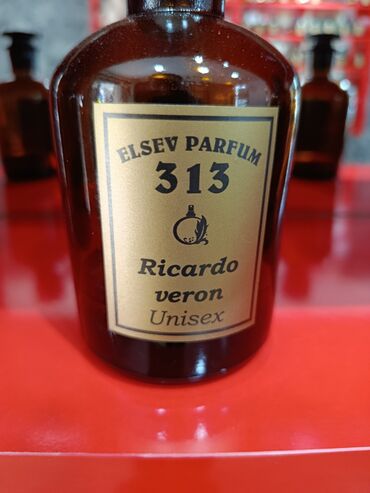 ELSEV PARFUM
313
Ricardo
veron
Unisex